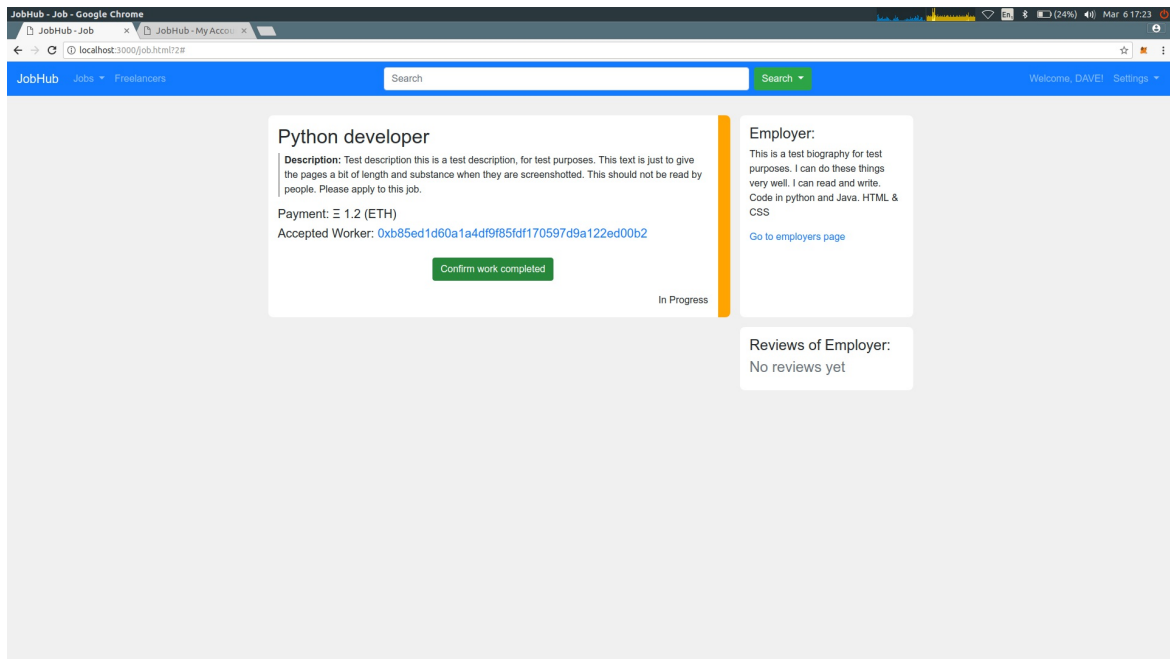 JobHub - Job - Google Chrome
En (24%) Mar 6 17:23
JobHub - Job × JobHub - My Accou ×
localhost:3000/job.html?2#
JobHub Jobs Freelancers Search Search Welcome, DAVE! Settings
Python developer
Description: Test description this is a test description, for test purposes. This text is just to give
the pages a bit of length and substance when they are screenshotted. This should not be read by
people. Please apply to this job.
Payment: Ξ 1.2 (ETH)
Accepted Worker: 0xb85ed1d60a1a4df9f85fdf170597d9a122ed00b2
Confirm work completed
In Progress
Employer:
This is a test biography for test
purposes. I can do these things
very well. I can read and write.
Code in python and Java. HTML &
CSS
Go to employers page
Reviews of Employer:
No reviews yet